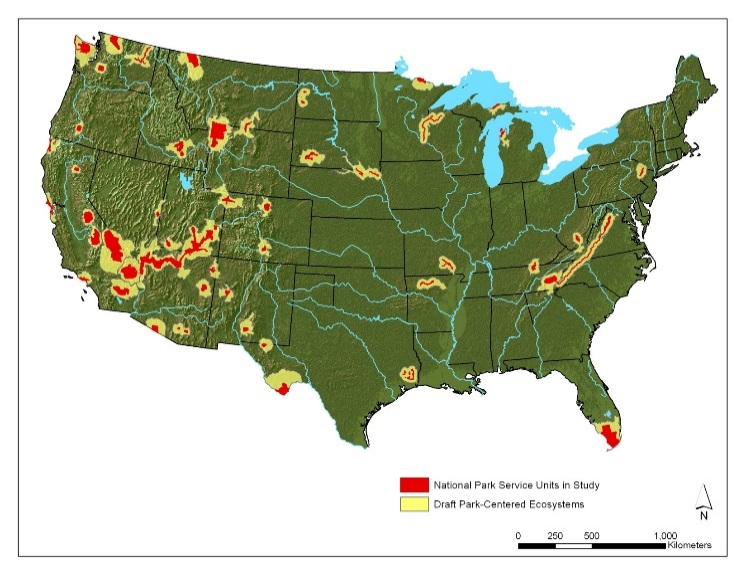 National Park Service Units in Study
Draft Park-Centered Ecosystems
N
0 250 500 1,000
Kilometers